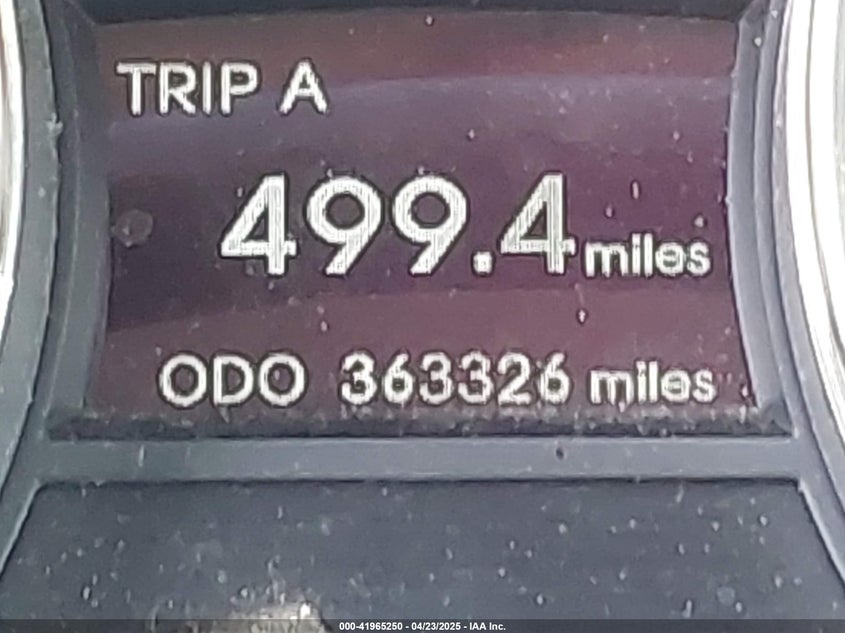 TRIP A
499.4 miles
ODO 363326 miles
000-41965250 - 04/23/2025 - IAA Inc.